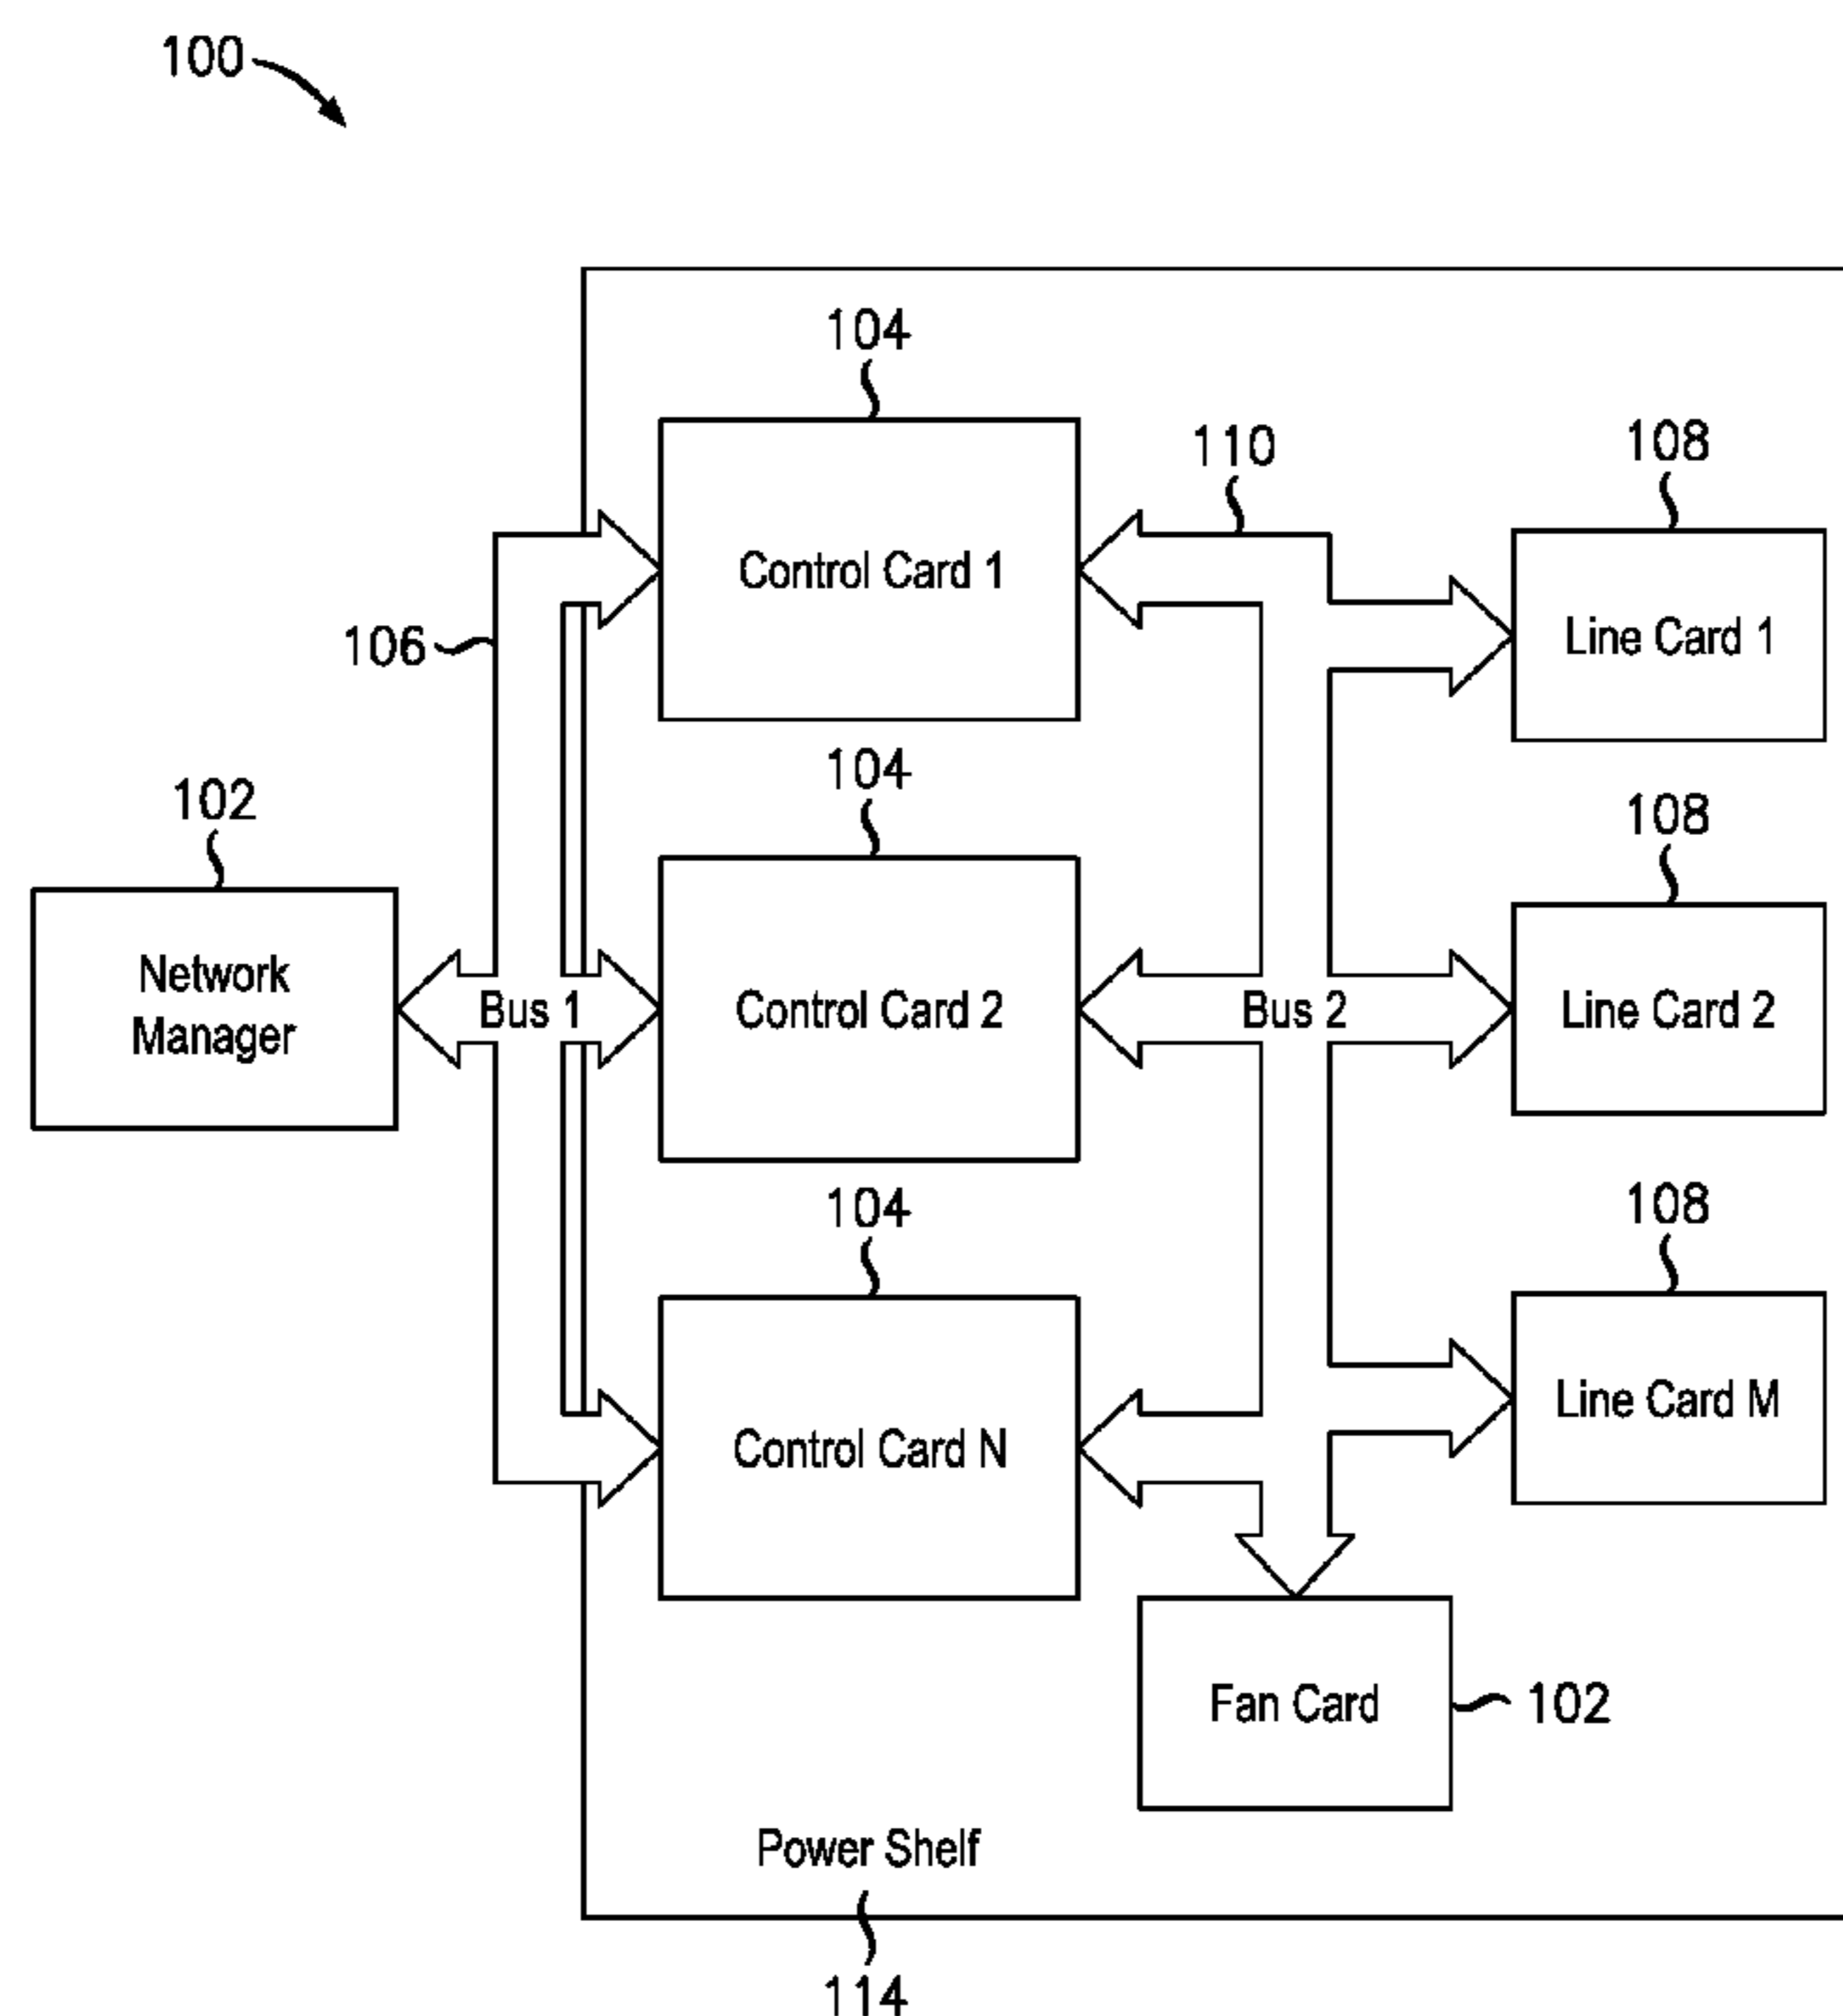 100
104
110
108
Control Card 1
Line Card 1
106
102
104
108
Network
Manager
Bus 1
Control Card 2
Bus 2
Line Card 2
104
108
Control Card N
Line Card M
Fan Card
102
Power Shelf
114